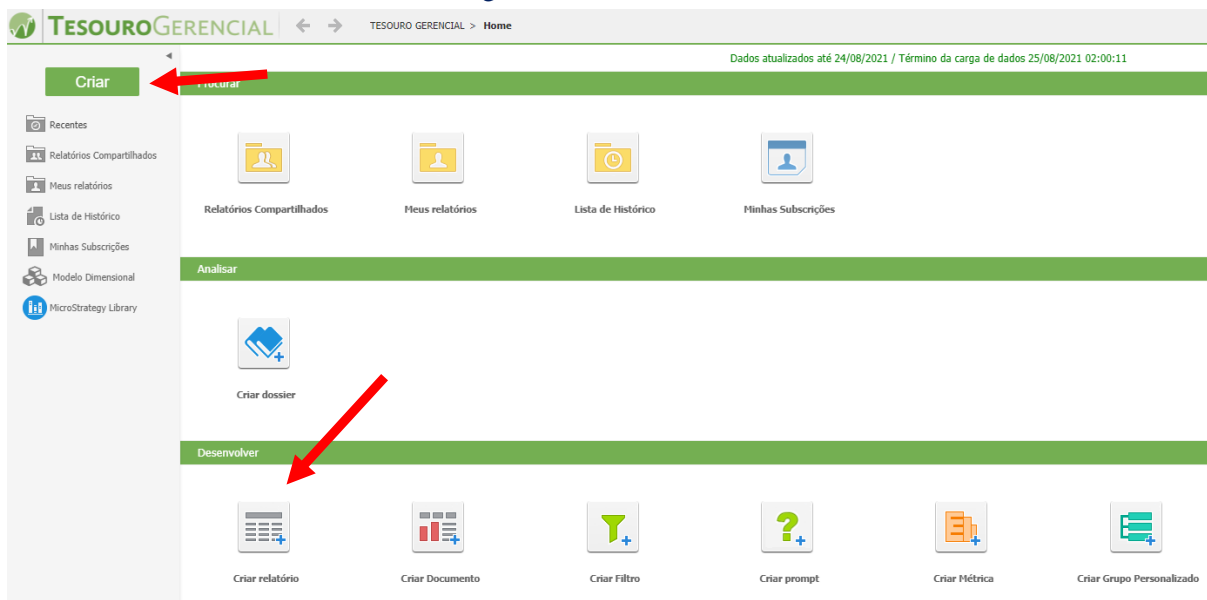 TESOUROGERENCIAL
TESOURO GERENCIAL > Home
Dados atualizados até 24/08/2021 / Término da carga de dados 25/08/2021 02:00:11
Criar
Procurar
Recentes
Relatórios Compartilhados
Meus relatórios
Lista de Histórico
Minhas Subscrições
Modelo Dimensional
MicroStrategy Library
Relatórios Compartilhados
Meus relatórios
Lista de Histórico
Minhas Subscrições
Analisar
Criar dossier
Desenvolver
Criar relatório
Criar Documento
Criar Filtro
Criar prompt
Criar Métrica
Criar Grupo Personalizado